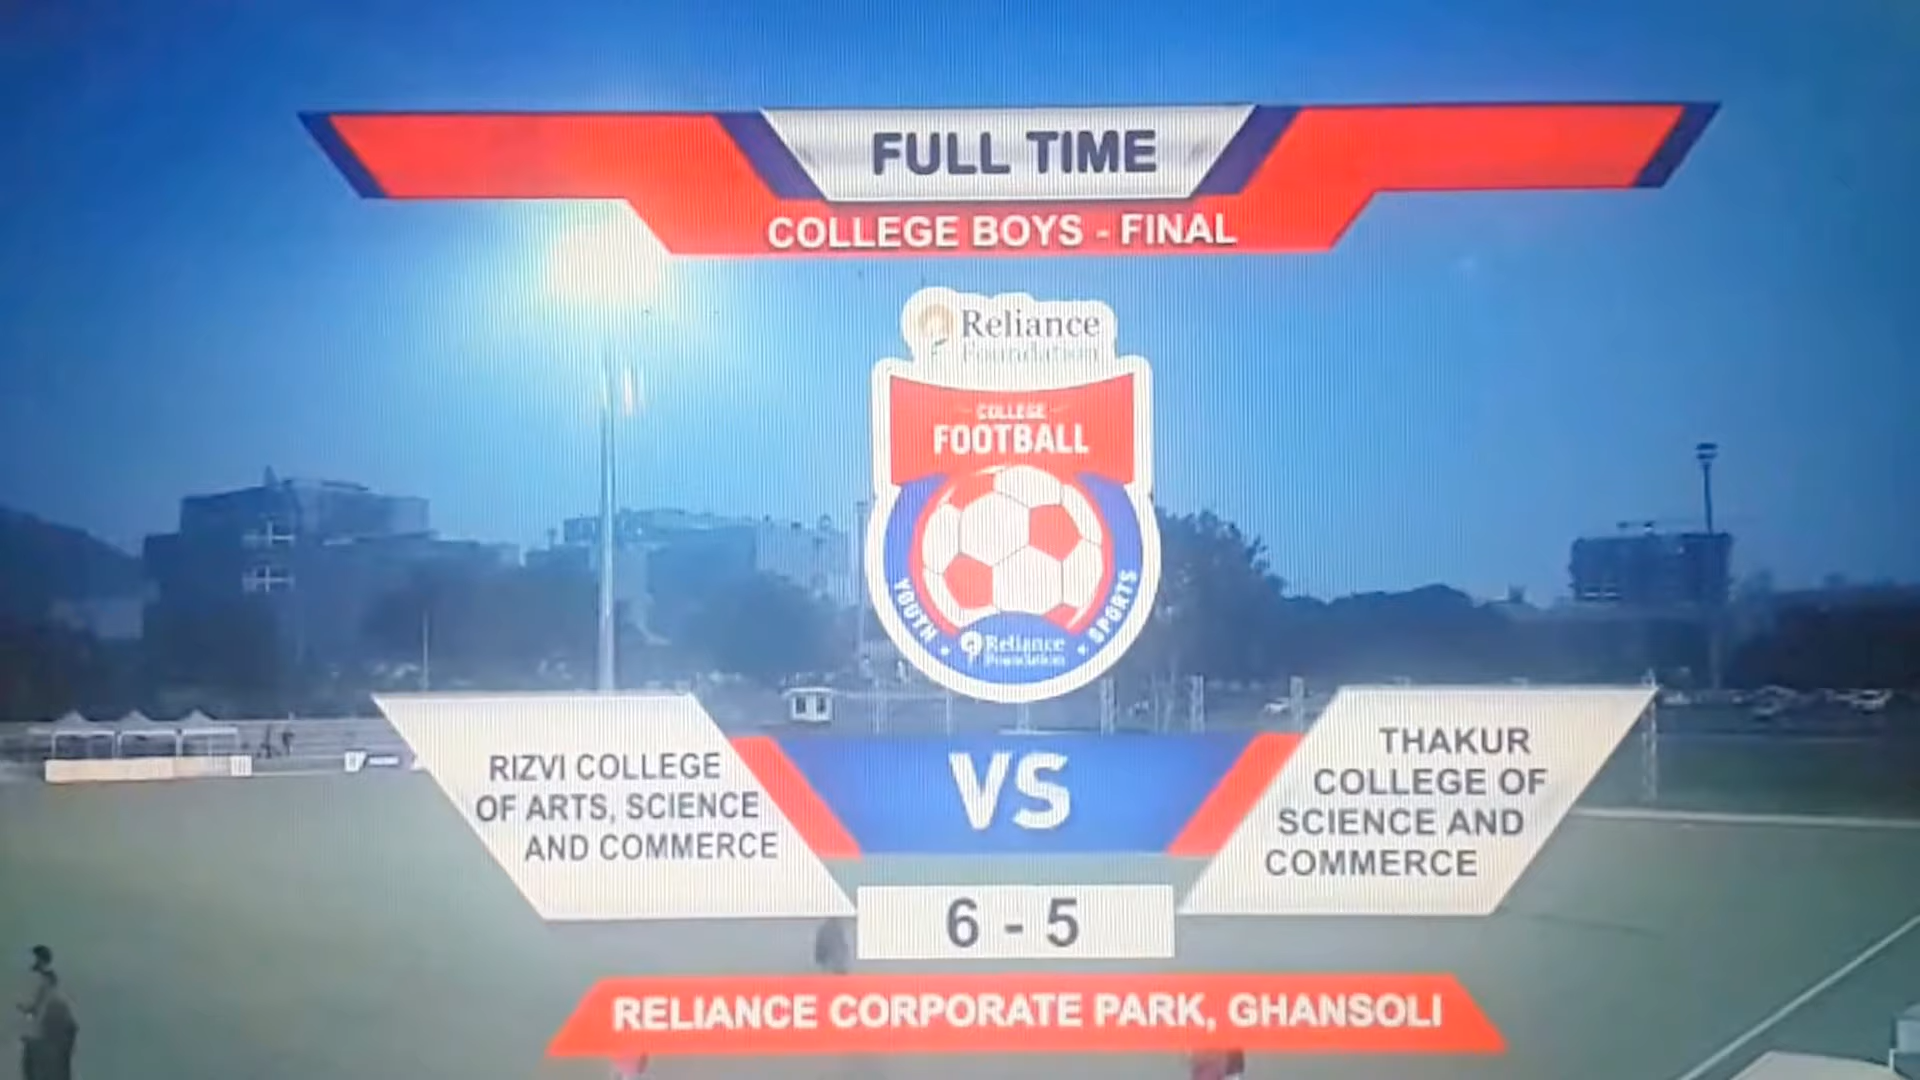 FULL TIME
COLLEGE BOYS - FINAL
Reliance
Foundation
COLLEGE
FOOTBALL
YOUTH • SPORTS
Reliance
Foundation
RIZVI COLLEGE
OF ARTS, SCIENCE
AND COMMERCE
VS
THAKUR
COLLEGE OF
SCIENCE AND
COMMERCE
6 - 5
RELIANCE CORPORATE PARK, GHANSOLI